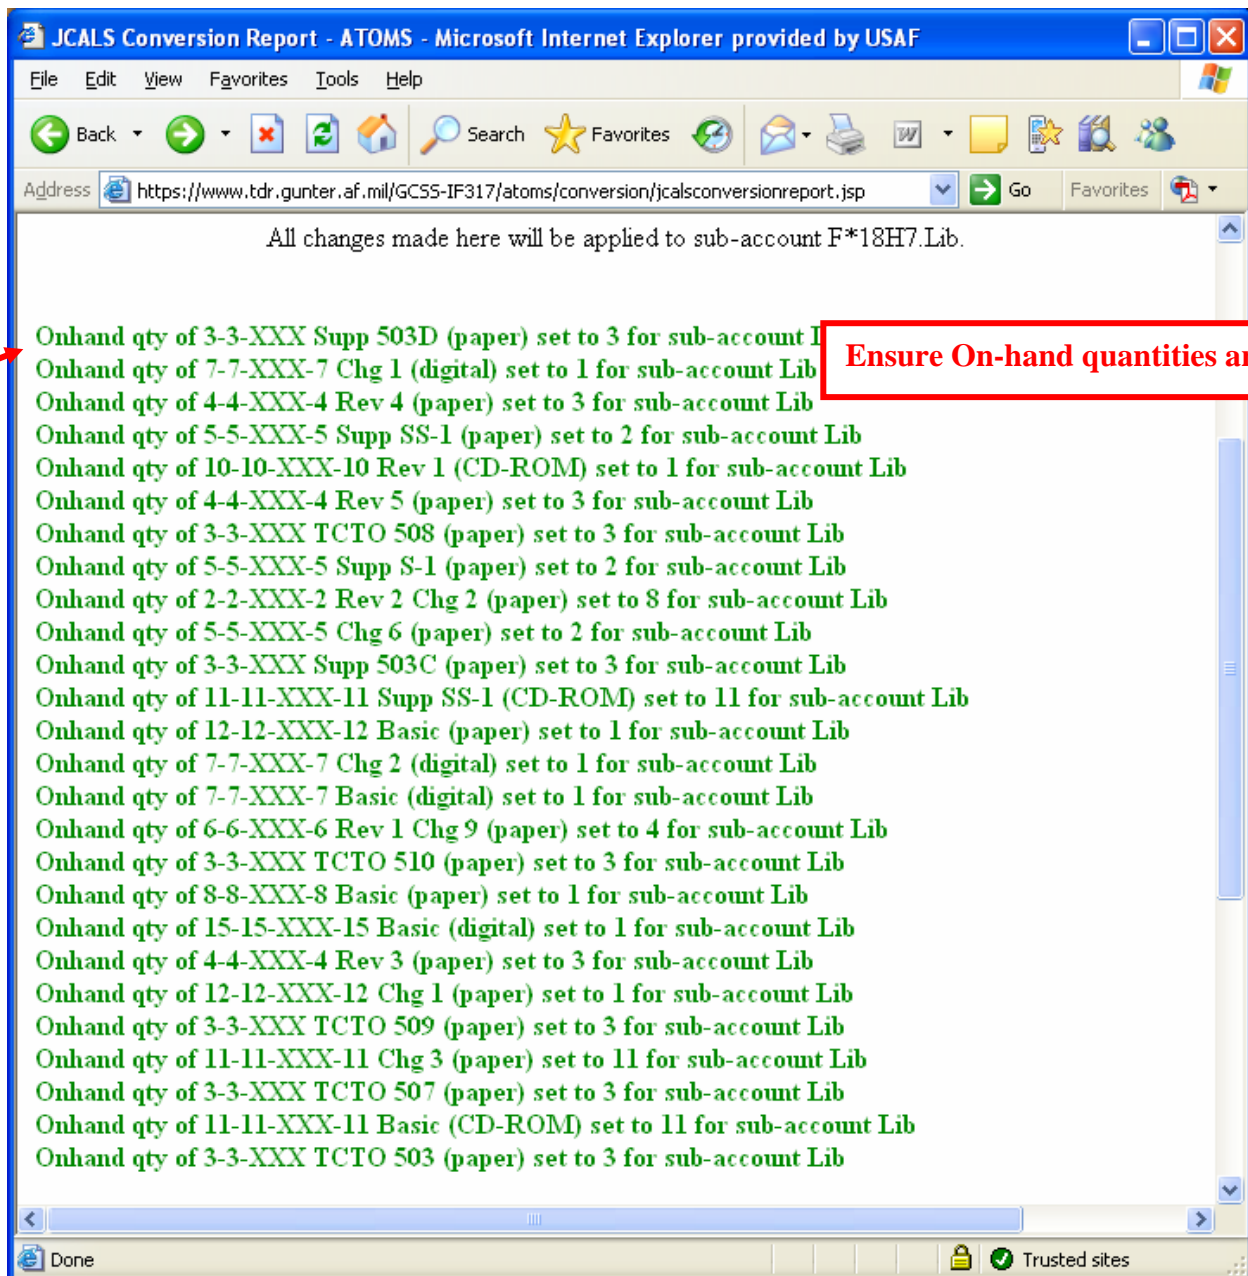 JCALS Conversion Report - ATOMS - Microsoft Internet Explorer provided by USAF
File Edit View Favorites Tools Help
Back Search Favorites
Address https://www.tdr.gunter.af.mil/GCSS-IF317/atoms/conversion/jcalsconversionreport.jsp Go Favorites
All changes made here will be applied to sub-account F*18H7.Lib.
Onhand qty of 3-3-XXX Supp 503D (paper) set to 3 for sub-account
Ensure On-hand quantities
Onhand qty of 7-7-XXX-7 Chg 1 (digital) set to 1 for sub-account Lib
Onhand qty of 4-4-XXX-4 Rev 4 (paper) set to 3 for sub-account Lib
Onhand qty of 5-5-XXX-5 Supp SS-1 (paper) set to 2 for sub-account Lib
Onhand qty of 10-10-XXX-10 Rev 1 (CD-ROM) set to 1 for sub-account Lib
Onhand qty of 4-4-XXX-4 Rev 5 (paper) set to 3 for sub-account Lib
Onhand qty of 3-3-XXX TCTO 508 (paper) set to 3 for sub-account Lib
Onhand qty of 5-5-XXX-5 Supp S-1 (paper) set to 2 for sub-account Lib
Onhand qty of 2-2-XXX-2 Rev 2 Chg 2 (paper) set to 8 for sub-account Lib
Onhand qty of 5-5-XXX-5 Chg 6 (paper) set to 2 for sub-account Lib
Onhand qty of 3-3-XXX Supp 503C (paper) set to 3 for sub-account Lib
Onhand qty of 11-11-XXX-11 Supp SS-1 (CD-ROM) set to 11 for sub-account Lib
Onhand qty of 12-12-XXX-12 Basic (paper) set to 1 for sub-account Lib
Onhand qty of 7-7-XXX-7 Chg 2 (digital) set to 1 for sub-account Lib
Onhand qty of 7-7-XXX-7 Basic (digital) set to 1 for sub-account Lib
Onhand qty of 6-6-XXX-6 Rev 1 Chg 9 (paper) set to 4 for sub-account Lib
Onhand qty of 3-3-XXX TCTO 510 (paper) set to 3 for sub-account Lib
Onhand qty of 8-8-XXX-8 Basic (paper) set to 1 for sub-account Lib
Onhand qty of 15-15-XXX-15 Basic (digital) set to 1 for sub-account Lib
Onhand qty of 4-4-XXX-4 Rev 3 (paper) set to 3 for sub-account Lib
Onhand qty of 12-12-XXX-12 Chg 1 (paper) set to 1 for sub-account Lib
Onhand qty of 3-3-XXX TCTO 509 (paper) set to 3 for sub-account Lib
Onhand qty of 11-11-XXX-11 Chg 3 (paper) set to 11 for sub-account Lib
Onhand qty of 3-3-XXX TCTO 507 (paper) set to 3 for sub-account Lib
Onhand qty of 11-11-XXX-11 Basic (CD-ROM) set to 11 for sub-account Lib
Onhand qty of 3-3-XXX TCTO 503 (paper) set to 3 for sub-account Lib
Done Trusted sites